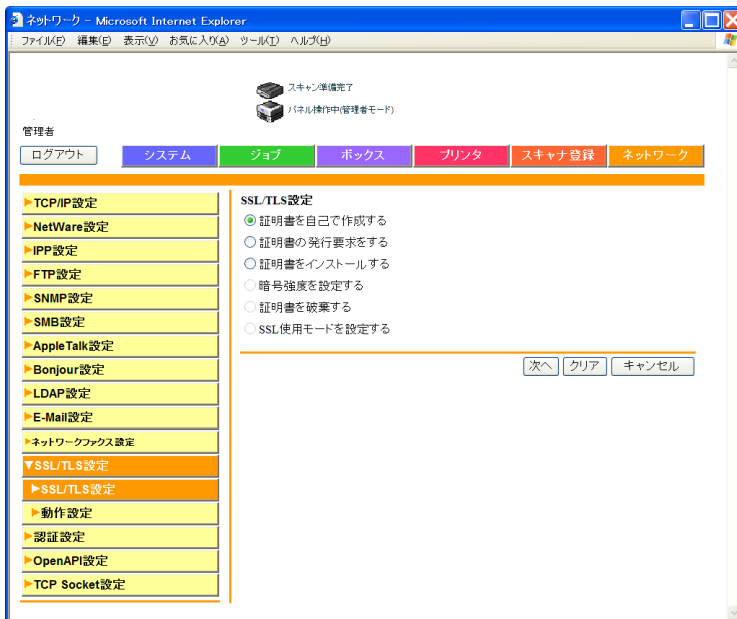 ネットワーク - Microsoft Internet Explorer
ファイル(F) 編集(E) 表示(V) お気に入り(A) ツール(T) ヘルプ(H)
スキャン準備完了
パネル操作中(管理者モード)
管理者
ログアウト システム ジョブ ボックス プリンタ スキャナ登録 ネットワーク
TCP/IP設定
NetWare設定
IPP設定
FTP設定
SNMP設定
SMB設定
AppleTalk設定
Bonjour設定
LDAP設定
E-Mail設定
ネットワークファクス設定
SSL/TLS設定
SSL/TLS設定
動作設定
認証設定
OpenAPI設定
TCP Socket設定
SSL/TLS設定
証明書を自己で作成する
証明書の発行要求をする
証明書をインストールする
暗号強度を設定する
証明書を破棄する
SSL使用モードを設定する
次へ クリア キャンセル